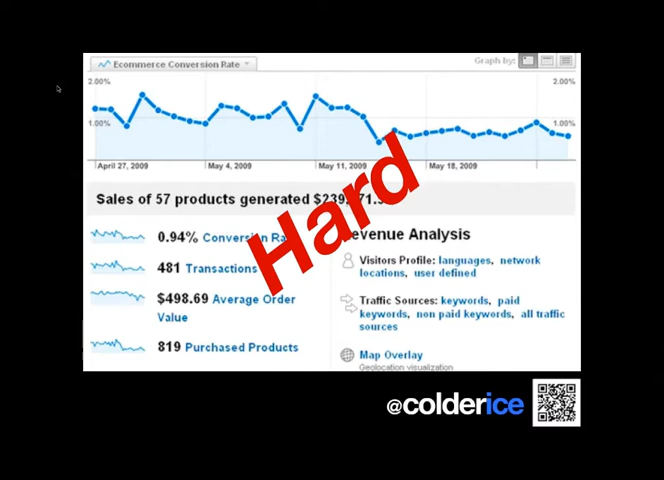 Ecommerce Conversion Rate
Graph by:
2.00% 2.00%
1.00% 1.00%
April 27, 2009 May 4, 2009 May 11, 2009 May 18, 2009
Sales of 57 products generated
Hard
0.94% Conversion
481 Transactions
$498.69 Average Order
Value
819 Purchased Products
Revenue Analysis
Visitors Profile: languages, network
locations, user defined
Traffic Sources: keywords, paid
keywords, non paid keywords, all traffic
sources
Map Overlay
Geolocation visualization
@colderice